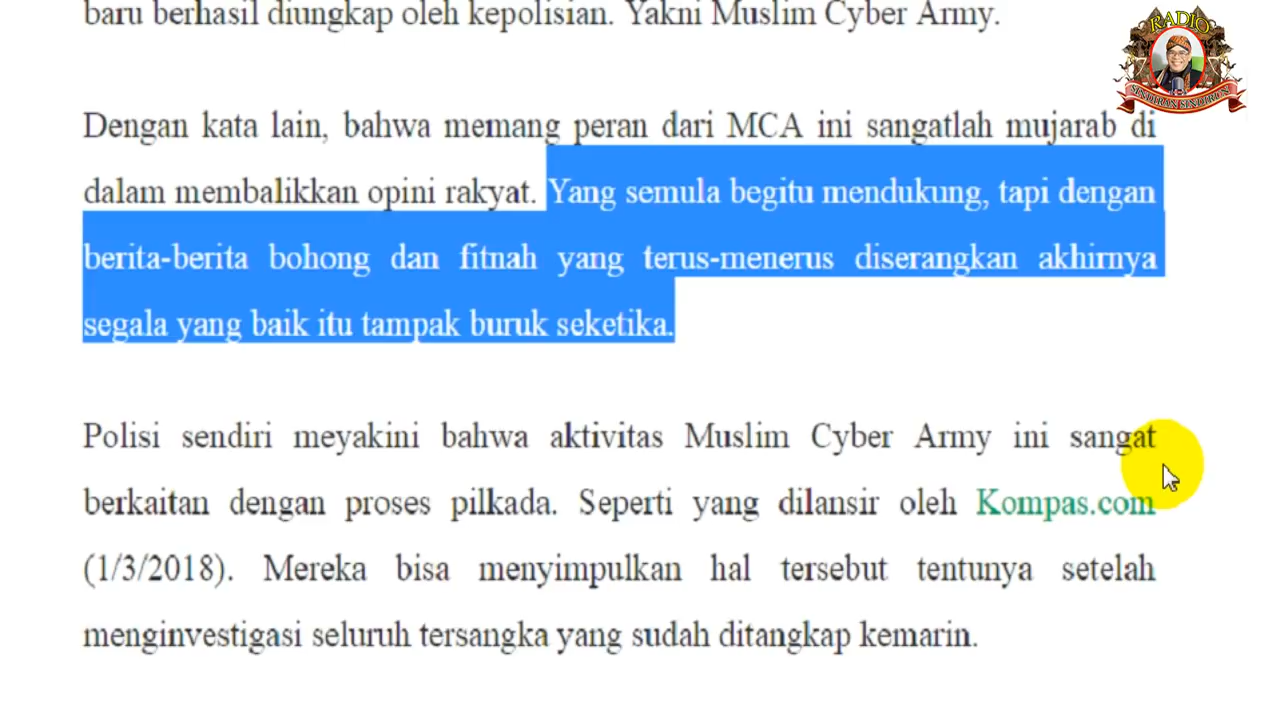 baru berhasil diungkap oleh kepolisian. Yakni Muslim Cyber Army.
RADIO
SINDIRAN SINDIRUN
Dengan kata lain, bahwa memang peran dari MCA ini sangatlah mujarab di
dalam membalikkan opini rakyat. Yang semula begitu mendukung, tapi dengan
berita-berita bohong dan fitnah yang terus-menerus diserangkan akhirnya
segala yang baik itu tampak buruk seketika.
Polisi sendiri meyakini bahwa aktivitas Muslim Cyber Army ini sangat
berkaitan dengan proses pilkada. Seperti yang dilansir oleh Kompas.com
(1/3/2018). Mereka bisa menyimpulkan hal tersebut tentunya setelah
menginvestigasi seluruh tersangka yang sudah ditangkap kemarin.